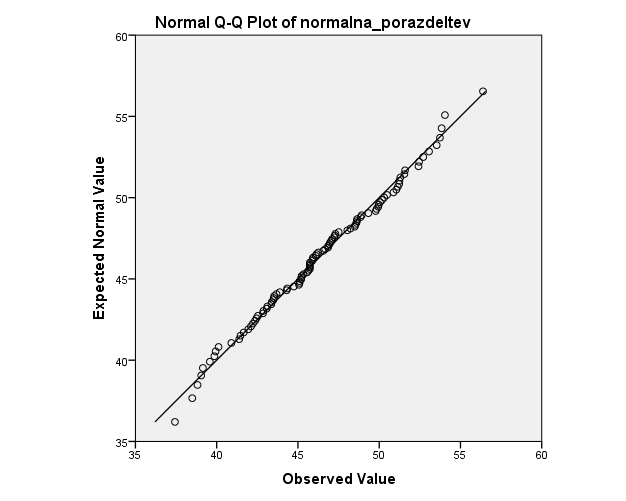 Normal Q-Q Plot of normalna_porazdeltev
60
55
50
45
40
35
Expected Normal Value
35 40 45 50 55 60
Observed Value